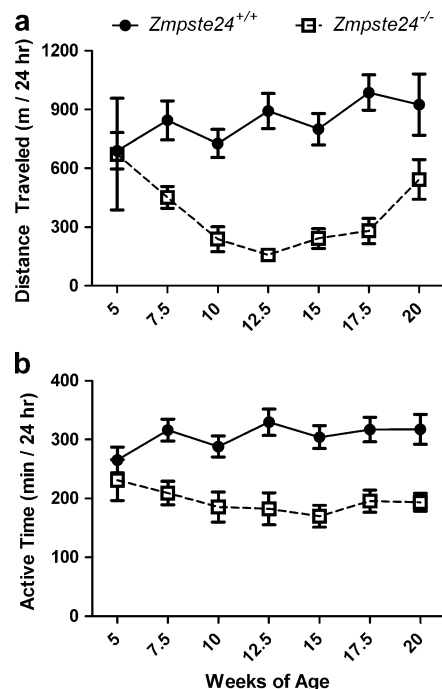 a
Zmpste24+/+ Zmpste24-/-
1200
900
600
300
0
Distance Traveled (m / 24 hr)
5 7.5 10 12.5 15 17.5 20
b
400
300
200
100
0
Active Time (min / 24 hr)
5 7.5 10 12.5 15 17.5 20
Weeks of Age